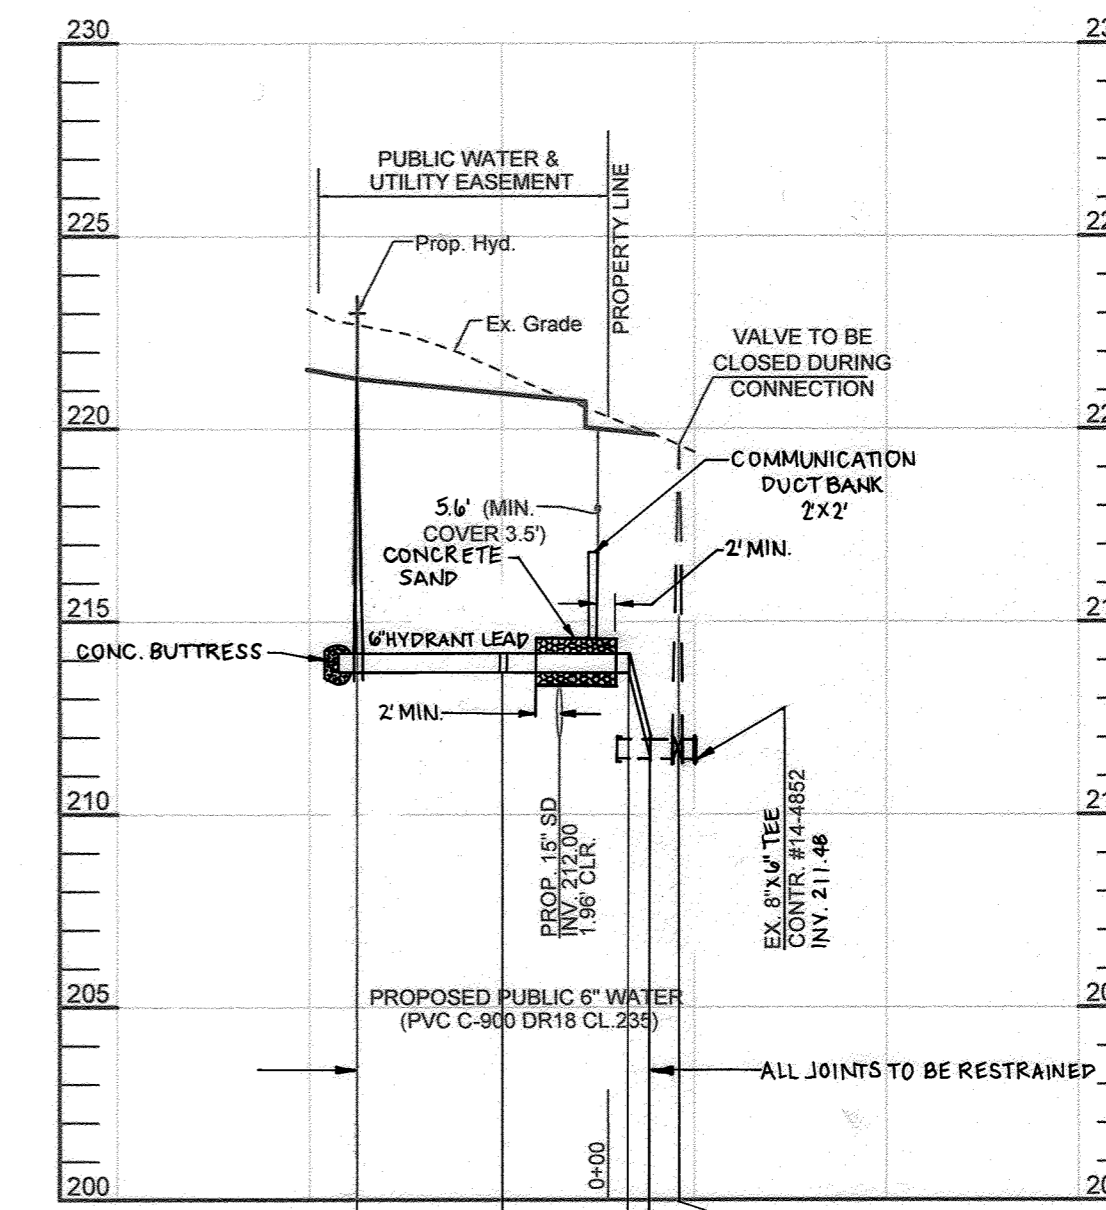 230
PUBLIC WATER &
UTILITY EASEMENT
PROPERTY LINE
225
Prop. Hyd.
Ex. Grade
VALVE TO BE
CLOSED DURING
CONNECTION
220
COMMUNICATION
DUCT BANK
2'X2'
5.6' (MIN.
COVER 3.5')
CONCRETE
SAND
2' MIN.
215
6"HYDRANT LEAD
CONC. BUTTRESS
2' MIN.
210
PROP. 15" SD
INV. 212.00
1.96' CLR.
EX. 8"X6" TEE
CONTR. #14-4852
INV. 211.48
205
PROPOSED PUBLIC 6" WATER
(PVC C-900 DR18 CL.235)
ALL JOINTS TO BE RESTRAINED
0+00
200